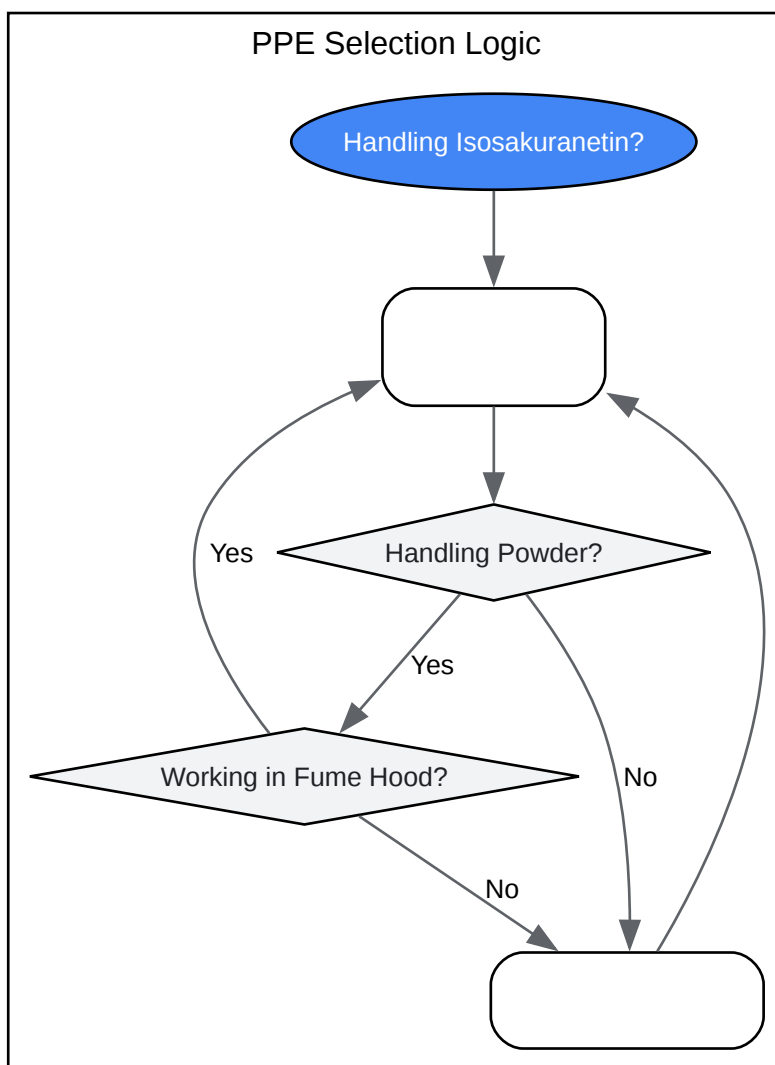 PPE Selection Logic
Handling Isosakuranetin?
Handling Powder?
Yes
Yes
Working in Fume Hood?
No
No